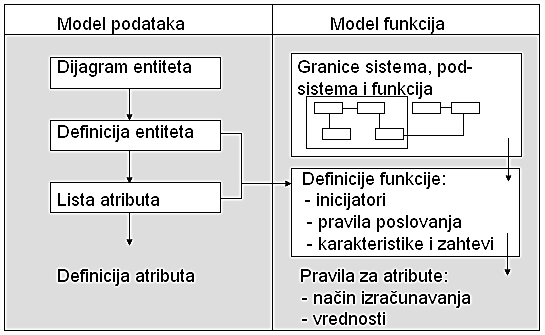 Model podataka
Model funkcija
Dijagram entiteta
Definicija entiteta
Lista atributa
Definicija atributa
Granice sistema, pod-
sistema i funkcija
Definicije funkcije:
- inicijatori
- pravila poslovanja
- karakteristike i zahtevi
Pravila za atribute:
- način izračunavanja
- vrednosti